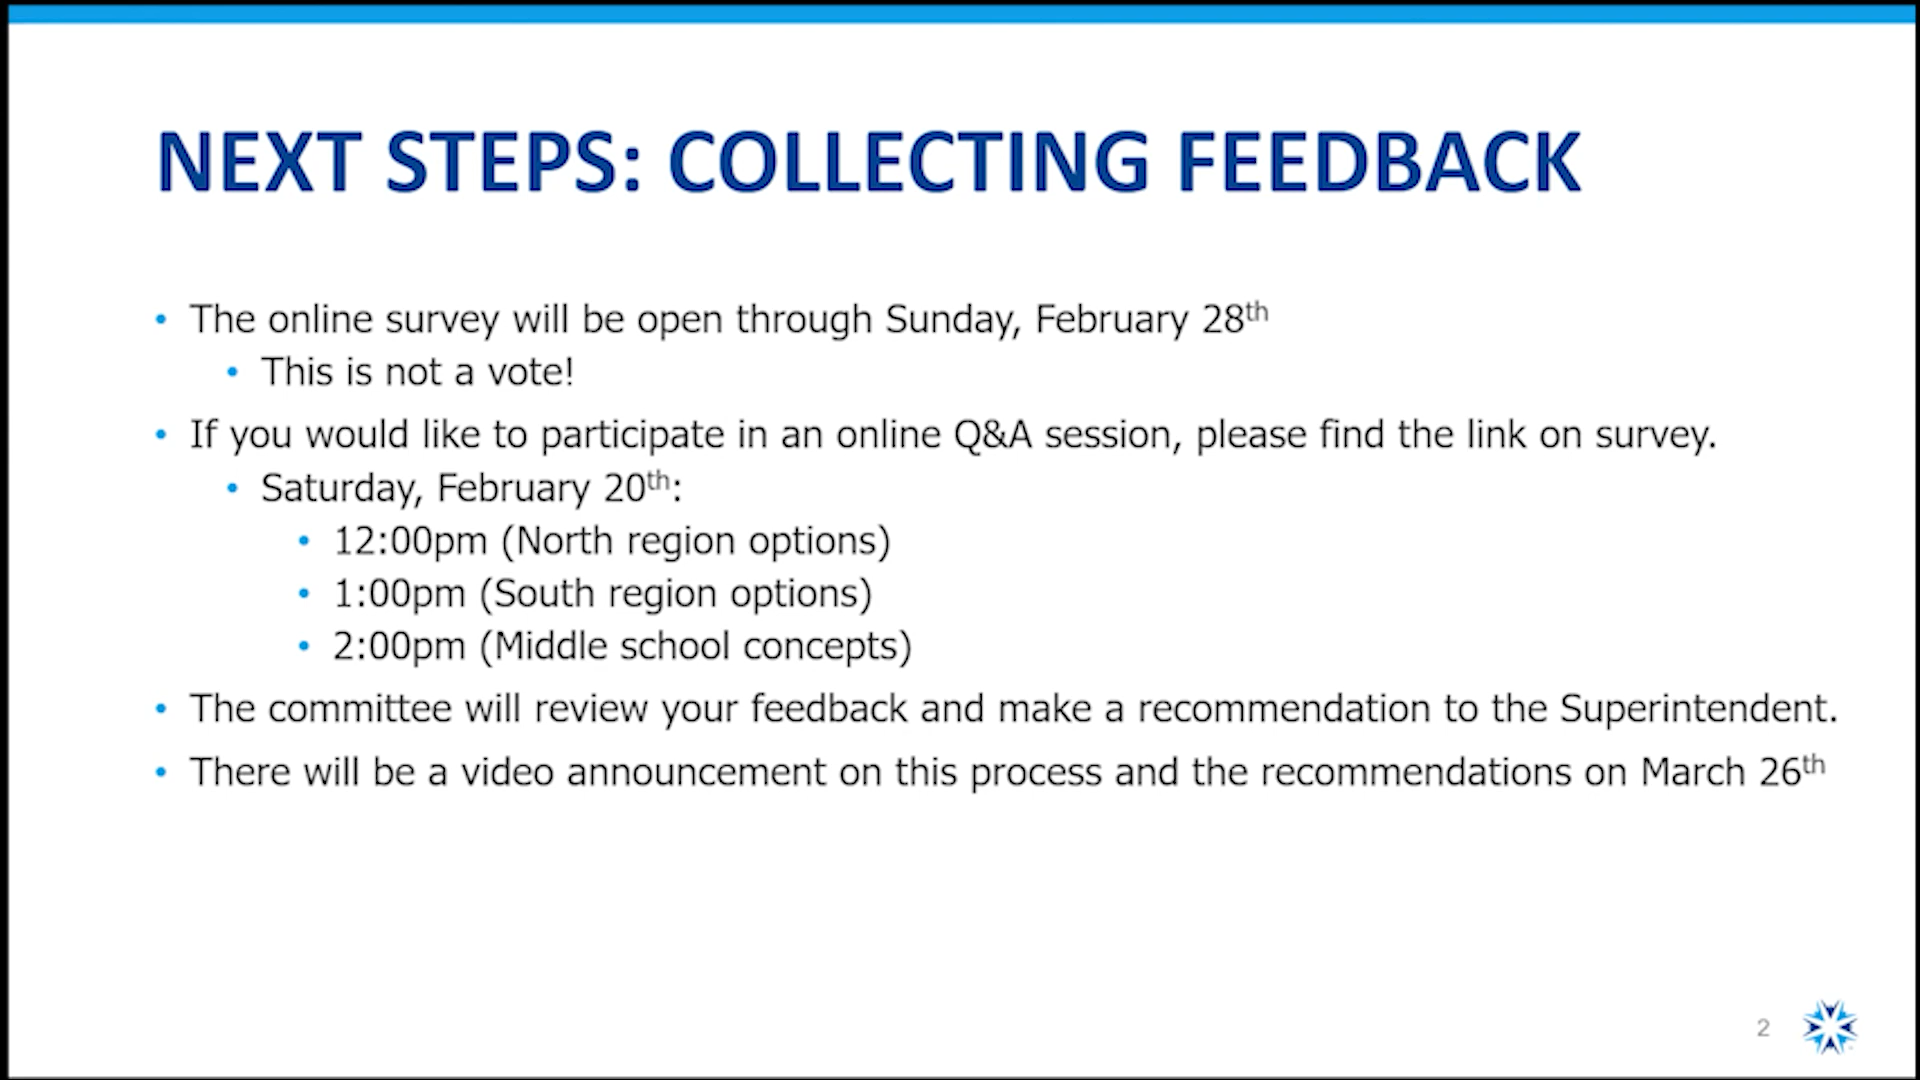 NEXT STEPS: COLLECTING FEEDBACK
• The online survey will be open through Sunday, February 28th
• This is not a vote!
• If you would like to participate in an online Q&A session, please find the link on survey.
• Saturday, February 20th:
• 12:00pm (North region options)
• 1:00pm (South region options)
• 2:00pm (Middle school concepts)
• The committee will review your feedback and make a recommendation to the Superintendent.
• There will be a video announcement on this process and the recommendations on March 26th
2